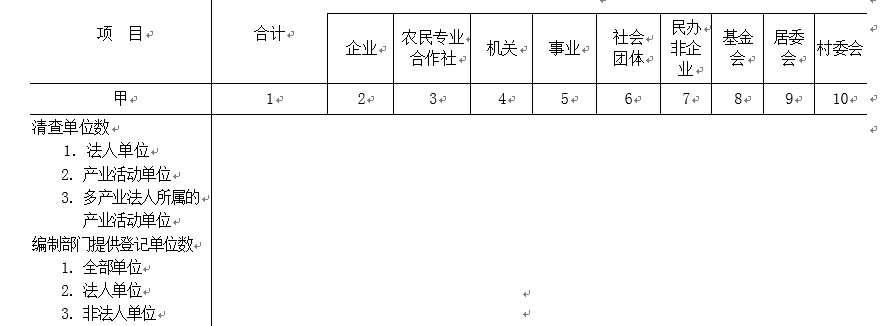 项 目 合计 企业 农民专业合作社 机关 事业 社会团体 民办非企业 基金会 居委会 村委会
甲 1 2 3 4 5 6 7 8 9 10
清查单位数
1. 法人单位
2. 产业活动单位
3. 多产业法人所属的
产业活动单位
编制部门提供登记单位数
1. 全部单位
2. 法人单位
3. 非法人单位